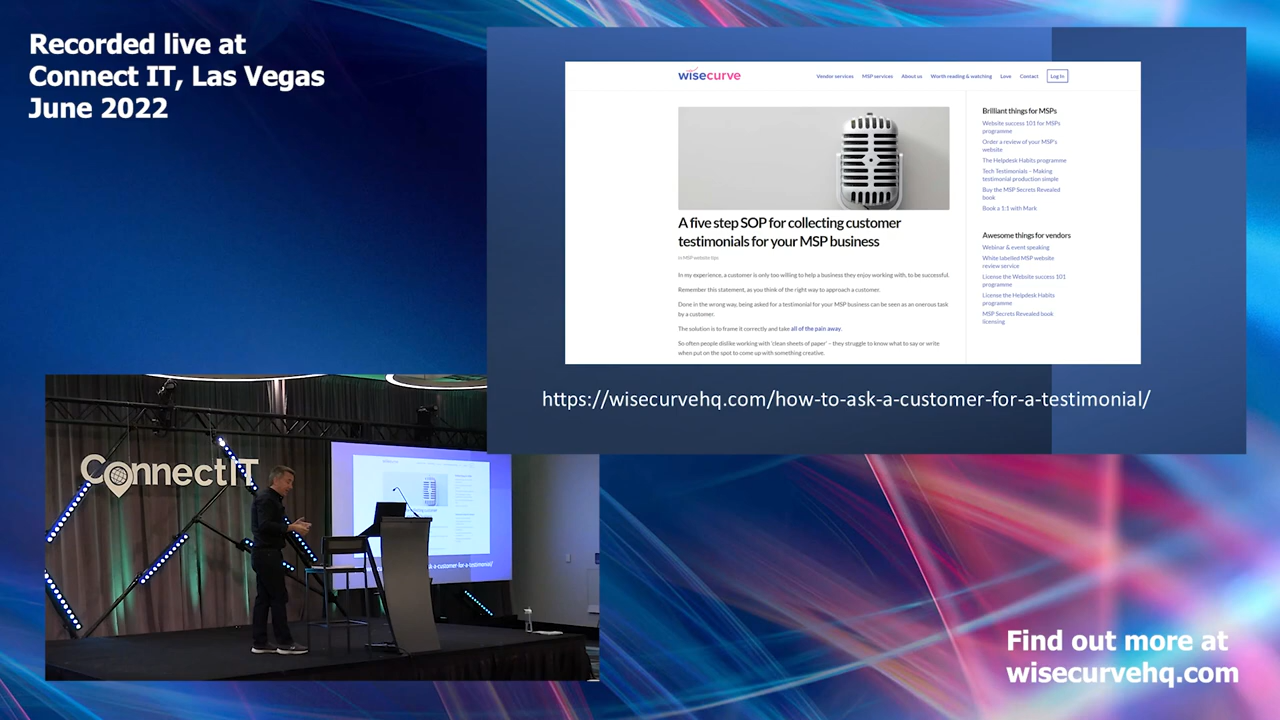 Recorded live at
Connect IT, Las Vegas
June 2022
wisecurve
Vendor services MSP services About us Worth reading & watching Love Contact Log In
A five step SOP for collecting customer
testimonials for your MSP business
in MSP website tips
In my experience, a customer is only too willing to help a business they enjoy working with, to be successful.
Remember this statement, as you think of the right way to approach a customer.
Done in the wrong way, being asked for a testimonial for your MSP business can be seen as an onerous task
by a customer.
The solution is to frame it correctly and take all of the pain away.
So often people dislike working with 'clean sheets of paper' – they struggle to know what to say or write
when put on the spot to come up with something creative.
Brilliant things for MSPs
Website success 101 for MSPs
programme
Order a review of your MSP's
website
The Helpdesk Habits programme
Tech Testimonials – Making
testimonial production simple
Buy the MSP Secrets Revealed
book
Book a 1:1 with Mark
Awesome things for vendors
Webinar & event speaking
White labelled MSP website
review service
License the Website success 101
programme
License the Helpdesk Habits
programme
MSP Secrets Revealed book
licensing
https://wisecurvehq.com/how-to-ask-a-customer-for-a-testimonial/
ConnectIT
a-customer-for-a-testimonial/
Find out more at
wisecurvehq.com